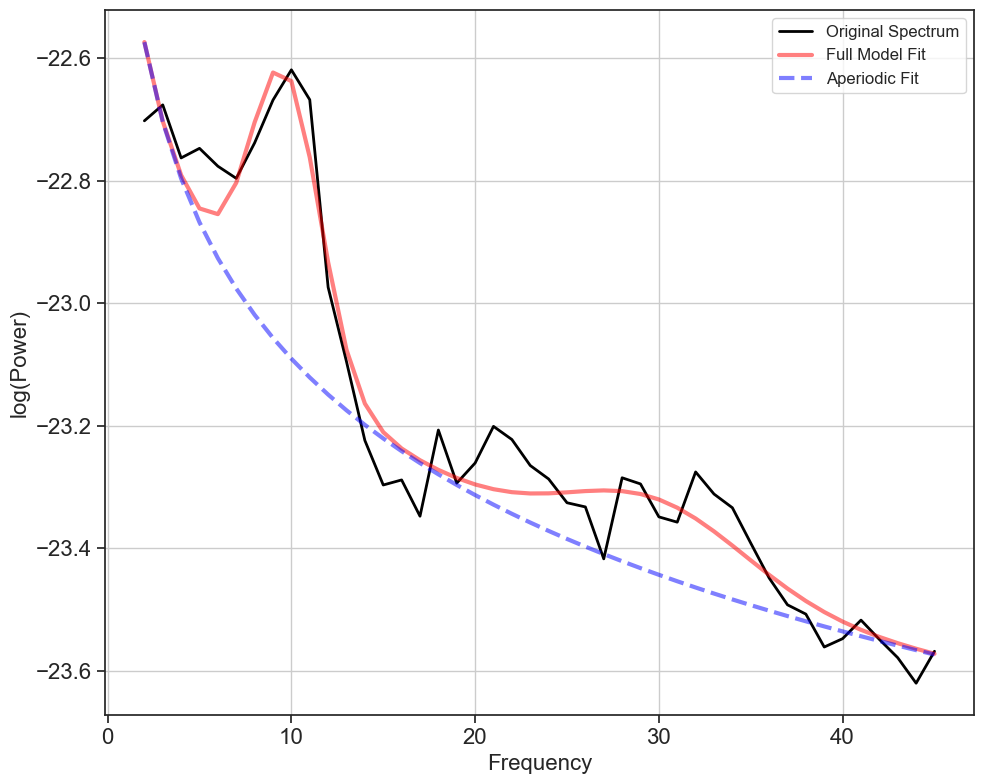 Original Spectrum
Full Model Fit
Aperiodic Fit
−22.6
−22.8
−23.0
−23.2
−23.4
−23.6
log(Power)
0 10 20 30 40
Frequency